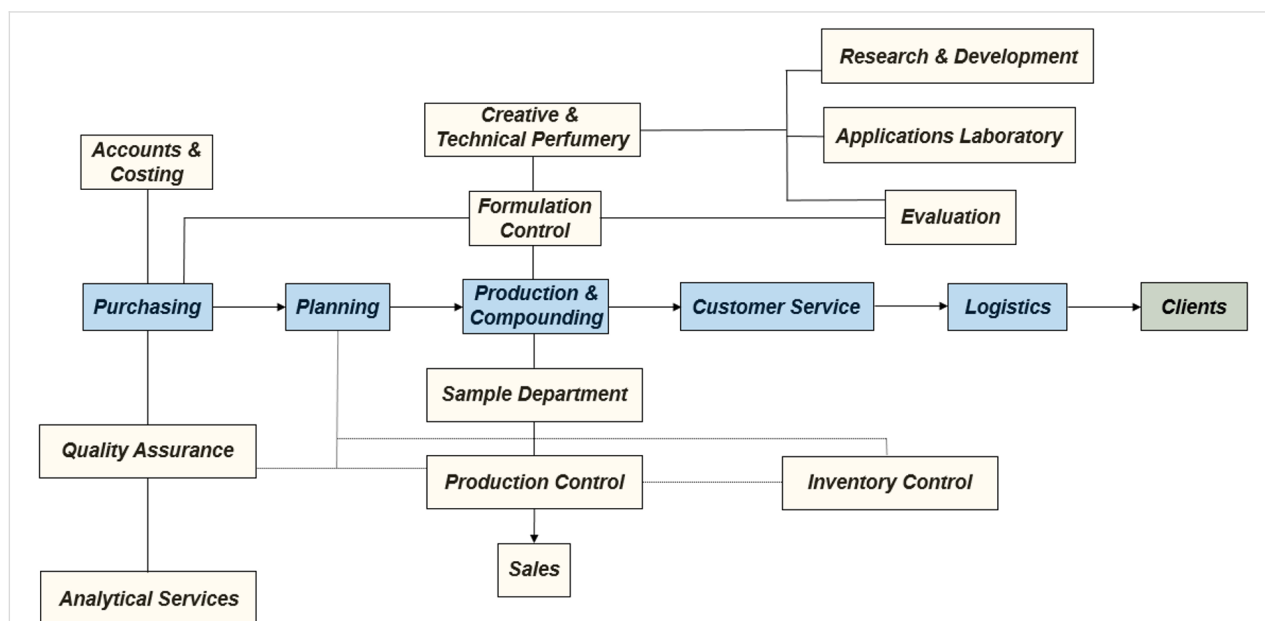 Research & Development
Creative &
Technical Perfumery
Applications Laboratory
Accounts &
Costing
Formulation
Control
Evaluation
Purchasing
Planning
Production &
Compounding
Customer Service
Logistics
Clients
Sample Department
Quality Assurance
Production Control
Inventory Control
Sales
Analytical Services